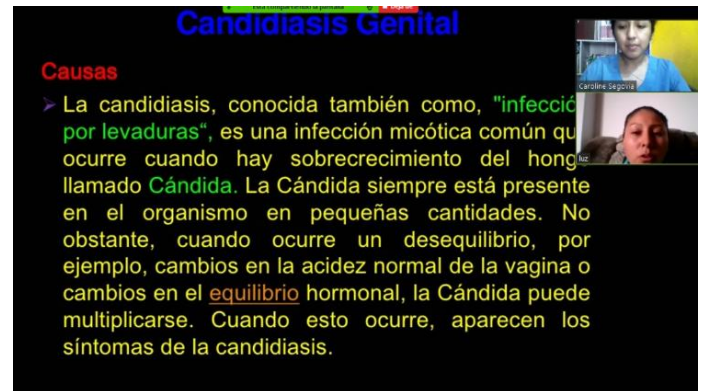 Candidiasis Genital
Causas
La candidiasis, conocida también como, "infecció
por levaduras“, es una infección micótica común qu
ocurre cuando hay sobrecrecimiento del hong
llamado Cándida. La Cándida siempre está presente
en el organismo en pequeñas cantidades. No
obstante, cuando ocurre un desequilibrio, por
ejemplo, cambios en la acidez normal de la vagina o
cambios en el equilibrio hormonal, la Cándida puede
multiplicarse. Cuando esto ocurre, aparecen los
síntomas de la candidiasis.
Caroline Segovia
luz